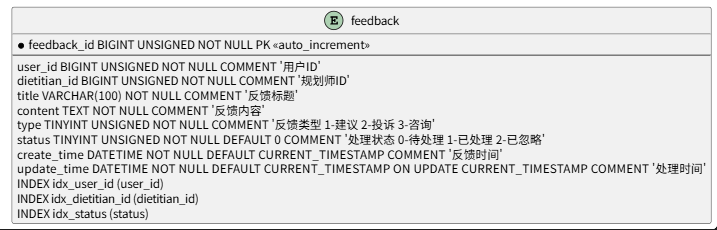 E feedback
● feedback_id BIGINT UNSIGNED NOT NULL PK «auto_increment»
user_id BIGINT UNSIGNED NOT NULL COMMENT '用户ID'
dietitian_id BIGINT UNSIGNED NOT NULL COMMENT '规划师ID'
title VARCHAR(100) NOT NULL COMMENT '反馈标题'
content TEXT NOT NULL COMMENT '反馈内容'
type TINYINT UNSIGNED NOT NULL COMMENT '反馈类型 1-建议 2-投诉 3-咨询'
status TINYINT UNSIGNED NOT NULL DEFAULT 0 COMMENT '处理状态 0-待处理 1-已处理 2-已忽略'
create_time DATETIME NOT NULL DEFAULT CURRENT_TIMESTAMP COMMENT '反馈时间'
update_time DATETIME NOT NULL DEFAULT CURRENT_TIMESTAMP ON UPDATE CURRENT_TIMESTAMP COMMENT '处理时间'
INDEX idx_user_id (user_id)
INDEX idx_dietitian_id (dietitian_id)
INDEX idx_status (status)